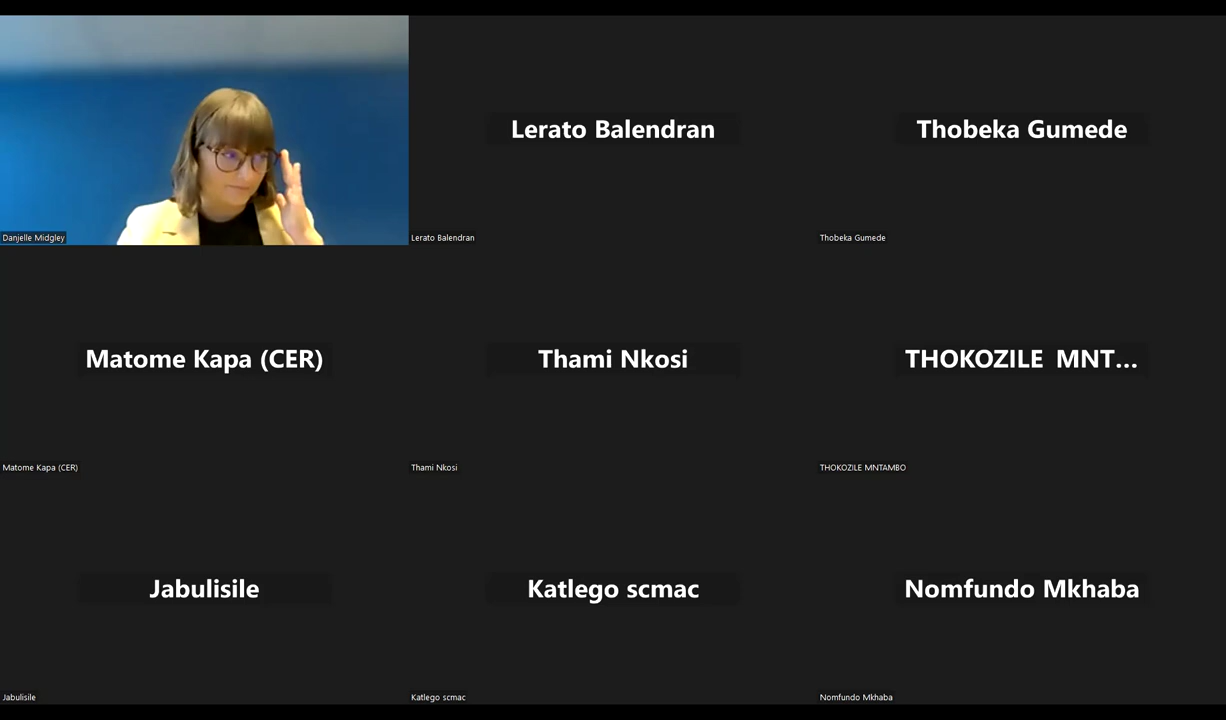 Danjelle Midgley
Lerato Balendran
Lerato Balendran
Thobeka Gumede
Thobeka Gumede
Matome Kapa (CER)
Matome Kapa (CER)
Thami Nkosi
Thami Nkosi
THOKOZILE MNT...
THOKOZILE MNTAMBO
Jabulisile
Jabulisile
Katlego scmac
Katlego scmac
Nomfundo Mkhaba
Nomfundo Mkhaba